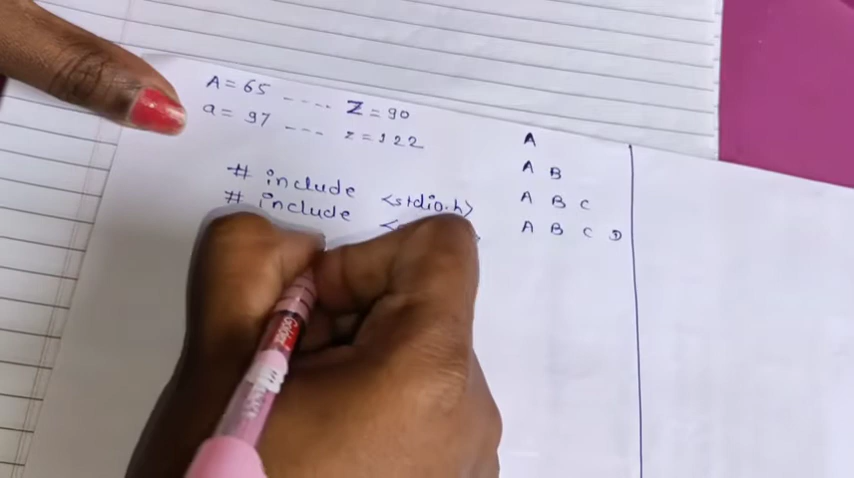 A = 65 ---- Z = 90
a = 97 --- z = 122
# include <stdio.h>
# include <
A
A B
A B C
A B C D